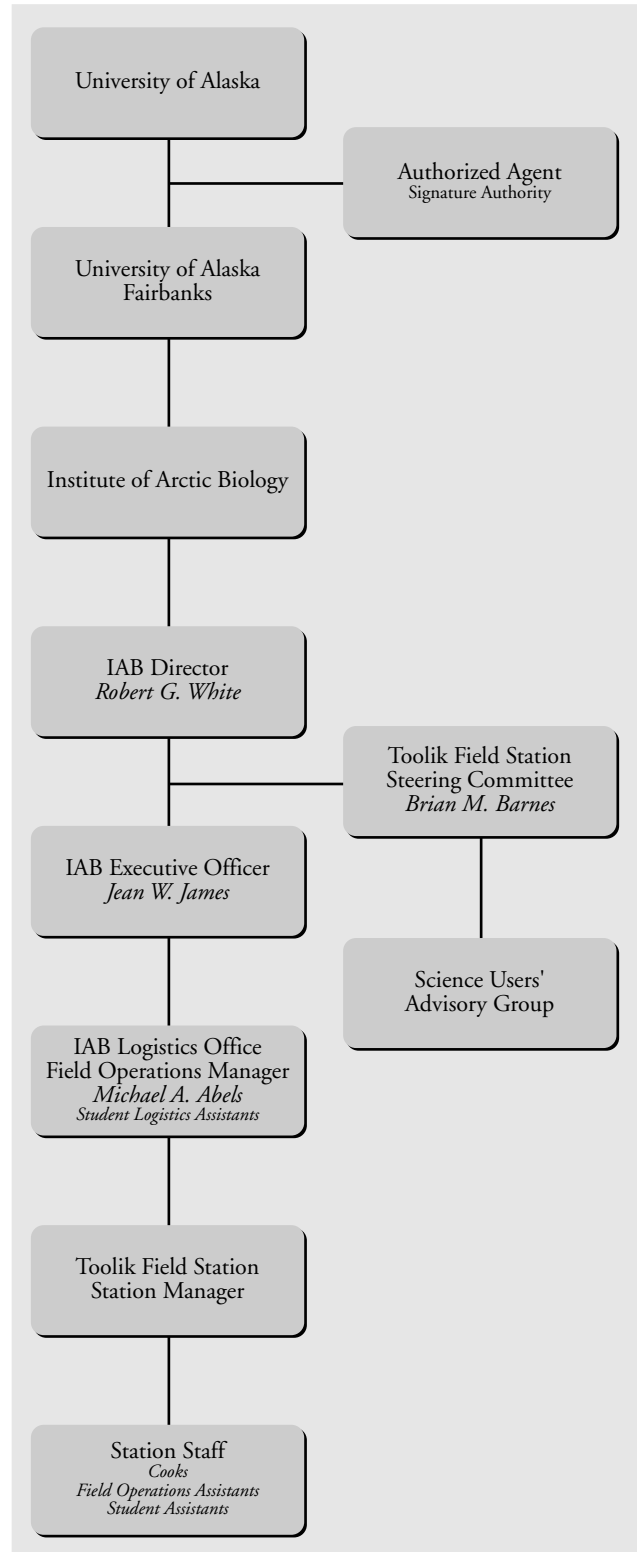 University of Alaska
Authorized Agent
Signature Authority
University of Alaska
Fairbanks
Institute of Arctic Biology
IAB Director
Robert G. White
Toolik Field Station
Steering Committee
Brian M. Barnes
IAB Executive Officer
Jean W. James
Science Users'
Advisory Group
IAB Logistics Office
Field Operations Manager
Michael A. Abels
Student Logistics Assistants
Toolik Field Station
Station Manager
Station Staff
Cooks
Field Operations Assistants
Student Assistants